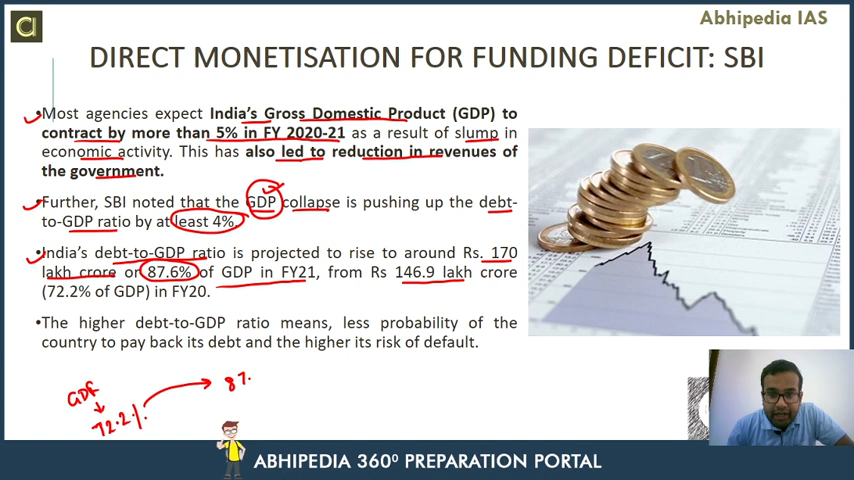 Abhipedia IAS
DIRECT MONETISATION FOR FUNDING DEFICIT: SBI
•Most agencies expect India's Gross Domestic Product (GDP) to
contract by more than 5% in FY 2020-21 as a result of slump in
economic activity. This has also led to reduction in revenues of
the government.
•Further, SBI noted that the GDP collapse is pushing up the debt-
to-GDP ratio by at least 4%.
•India's debt-to-GDP ratio is projected to rise to around Rs. 170
lakh crore or 87.6% of GDP in FY21, from Rs 146.9 lakh crore
(72.2% of GDP) in FY20.
•The higher debt-to-GDP ratio means, less probability of the
country to pay back its debt and the higher its risk of default.
72.2%
87.
ABHIPEDIA 360⁰ PREPARATION PORTAL